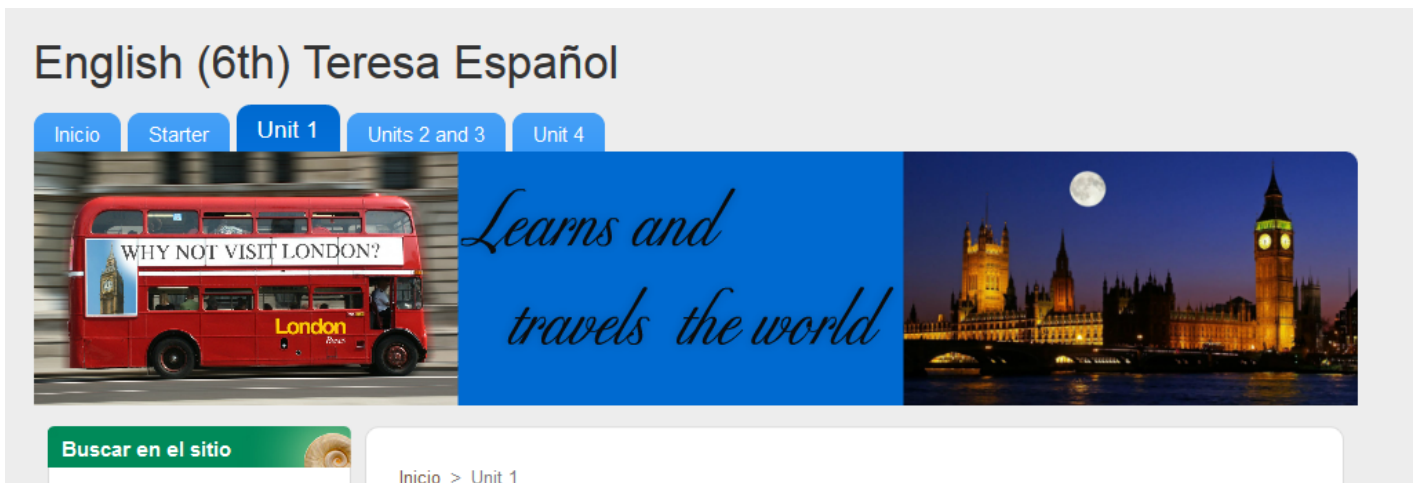 English (6th) Teresa Español
Inicio Starter Unit 1 Units 2 and 3 Unit 4
WHY NOT VISIT LONDON?
London
Learns and
travels the world
Buscar en el sitio
Inicio > Unit 1